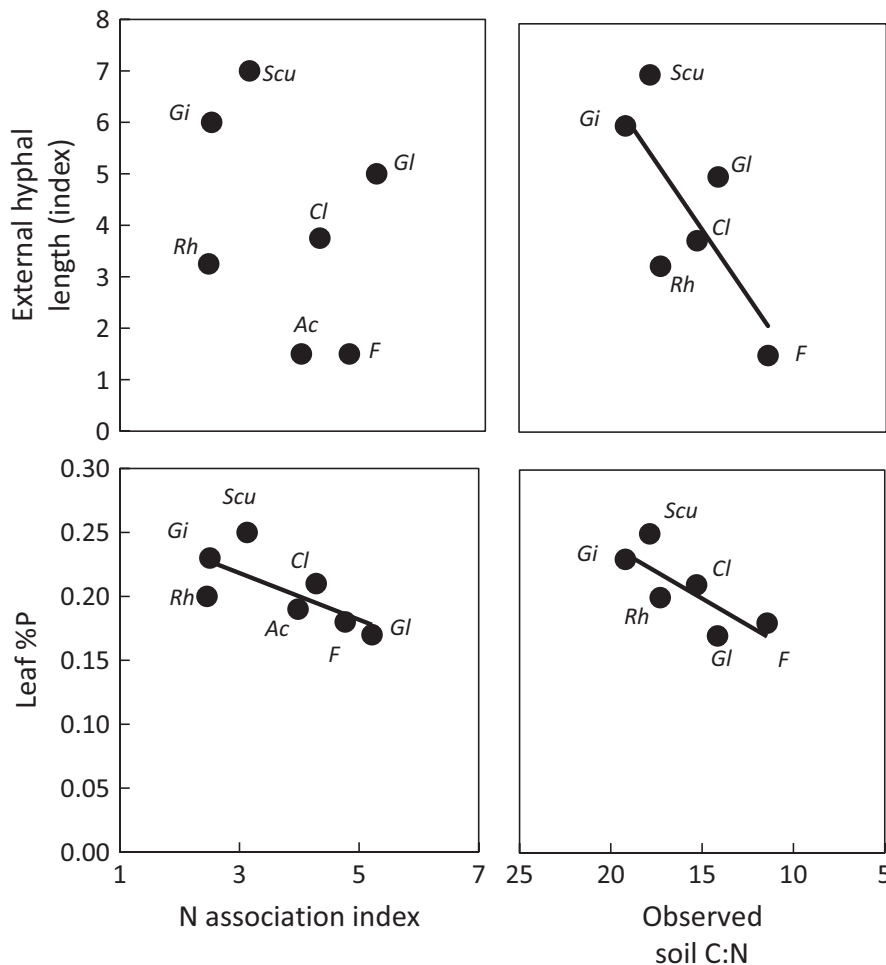 External hyphal
length (index)
8
7
6
5
4
3
2
1
0
Scu
Gi
Gl
Cl
Rh
Ac
F
Scu
Gi
Gl
Cl
Rh
F
Leaf %P
0.30
0.25
0.20
0.15
0.10
0.05
0.00
Scu
Gi
Cl
Rh
Ac
Gl
F
Scu
Gi
Cl
Rh
Gl
F
1 3 5 7
25 20 15 10 5
N association index
Observed
soil C:N